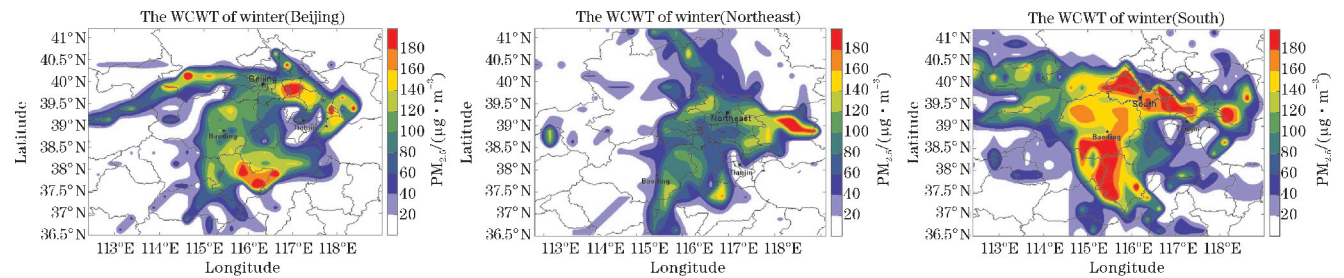 The WCWT of winter(Beijing)
41° N
40.5° N
40° N
39.5° N
39° N
38.5° N
38° N
37.5° N
37° N
36.5° N
Latitude
Beijing
Tianjin
Baoding
113°E 114°E 115°E 116°E 117°E 118°E
Longitude
180
160
140
120
100
80
60
40
20
PM2.5/(μg · m−3)
The WCWT of winter(Northeast)
41° N
40.5° N
40° N
39.5° N
39° N
38.5° N
38° N
37.5° N
37° N
36.5° N
Latitude
Northeast
Tianjin
Baoding
113°E 114°E 115°E 116°E 117°E 118°E
Longitude
180
160
140
120
100
80
60
40
20
PM2.5/(μg · m−3)
The WCWT of winter(South)
41° N
40.5° N
40° N
39.5° N
39° N
38.5° N
38° N
37.5° N
37° N
36.5° N
Latitude
South
Baoding
113°E 114°E 115°E 116°E 117°E 118°E
Longitude
180
160
140
120
100
80
60
40
20
PM2.5/(μg · m−3)